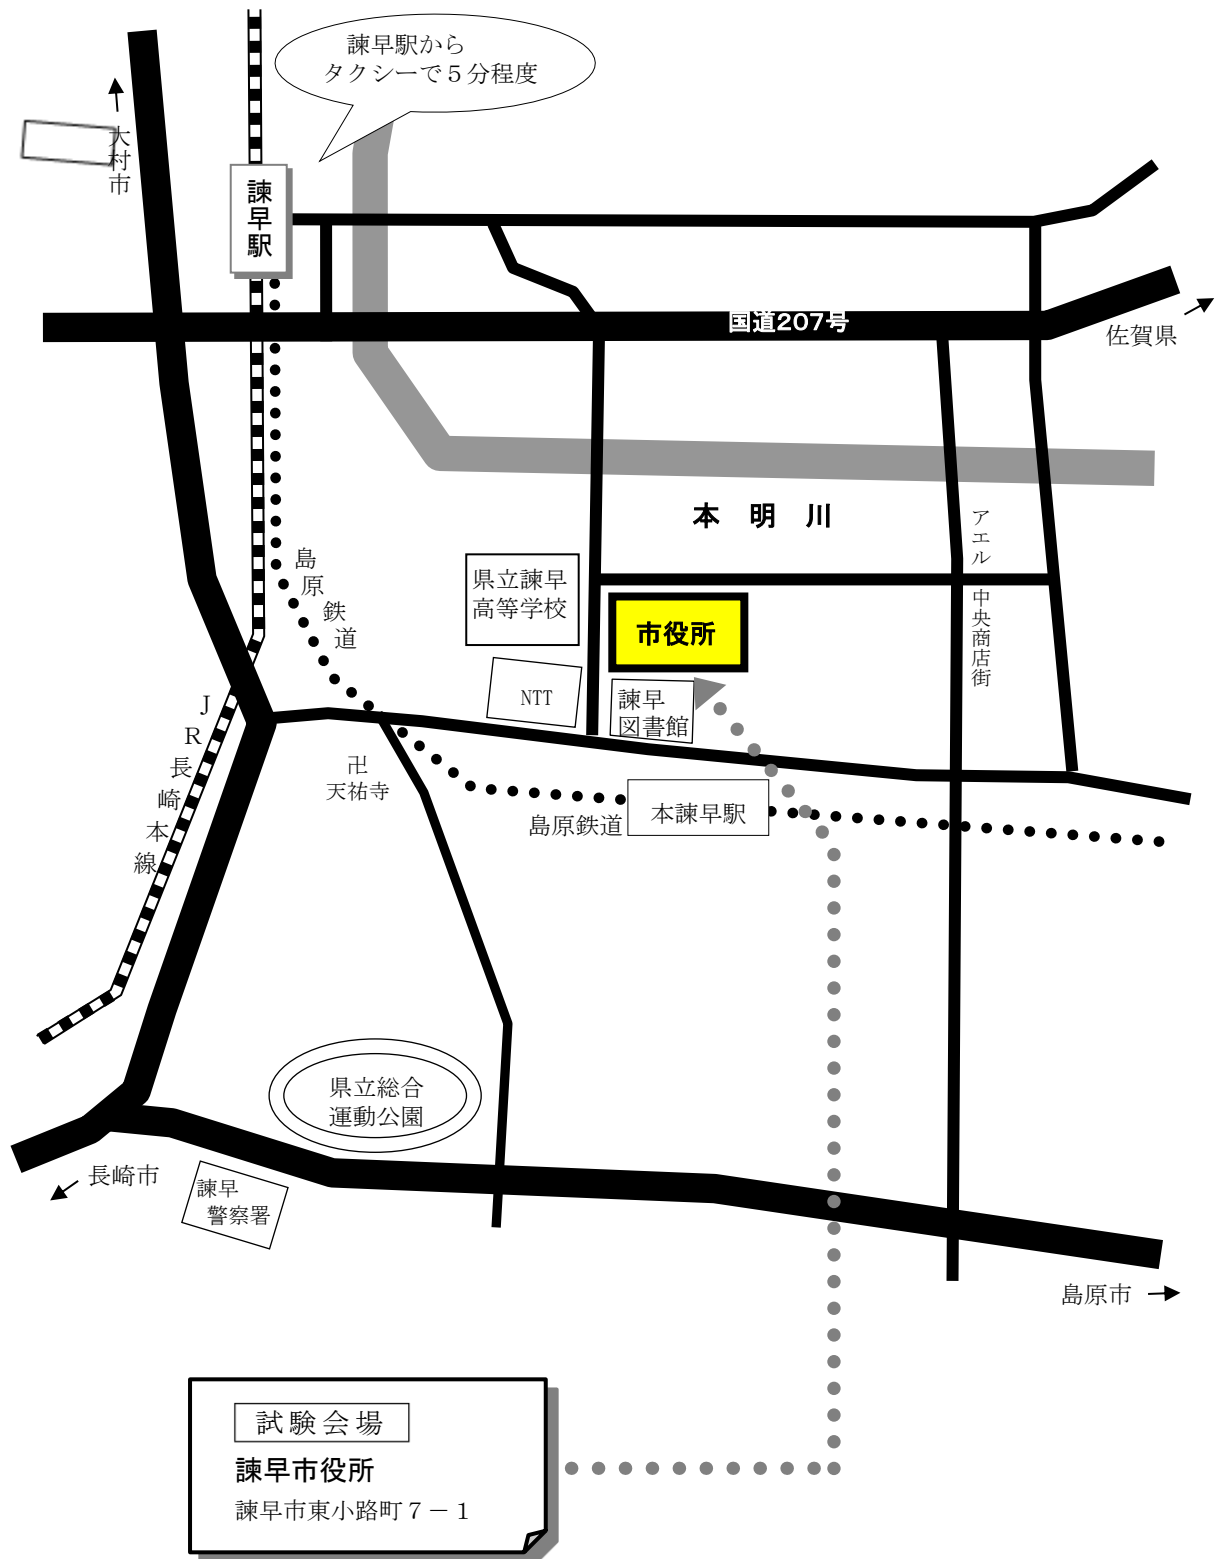 諫早駅から
タクシーで５分程度
大村市
諫早駅
国道207号
佐賀県
本 明 川
アエル
中央商店街
島原鉄道
県立諫早
高等学校
市役所
NTT
諫早
図書館
ＪＲ長崎本線
卍
天祐寺
島原鉄道
本諫早駅
県立総合
運動公園
長崎市
諫早
警察署
島原市
試験会場
諫早市役所
諫早市東小路町７－１